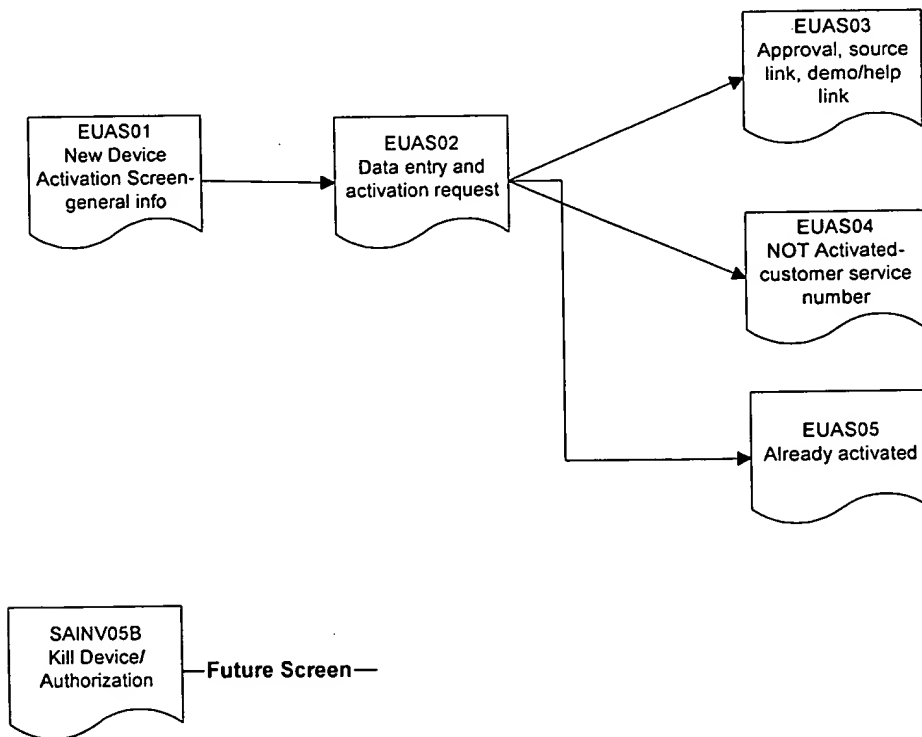 EUAS01
New Device
Activation Screen-
general info
EUAS02
Data entry and
activation request
EUAS03
Approval, source
link, demo/help
link
EUAS04
NOT Activated-
customer service
number
EUAS05
Already activated
SAINV05B
Kill Device/
Authorization
Future Screen